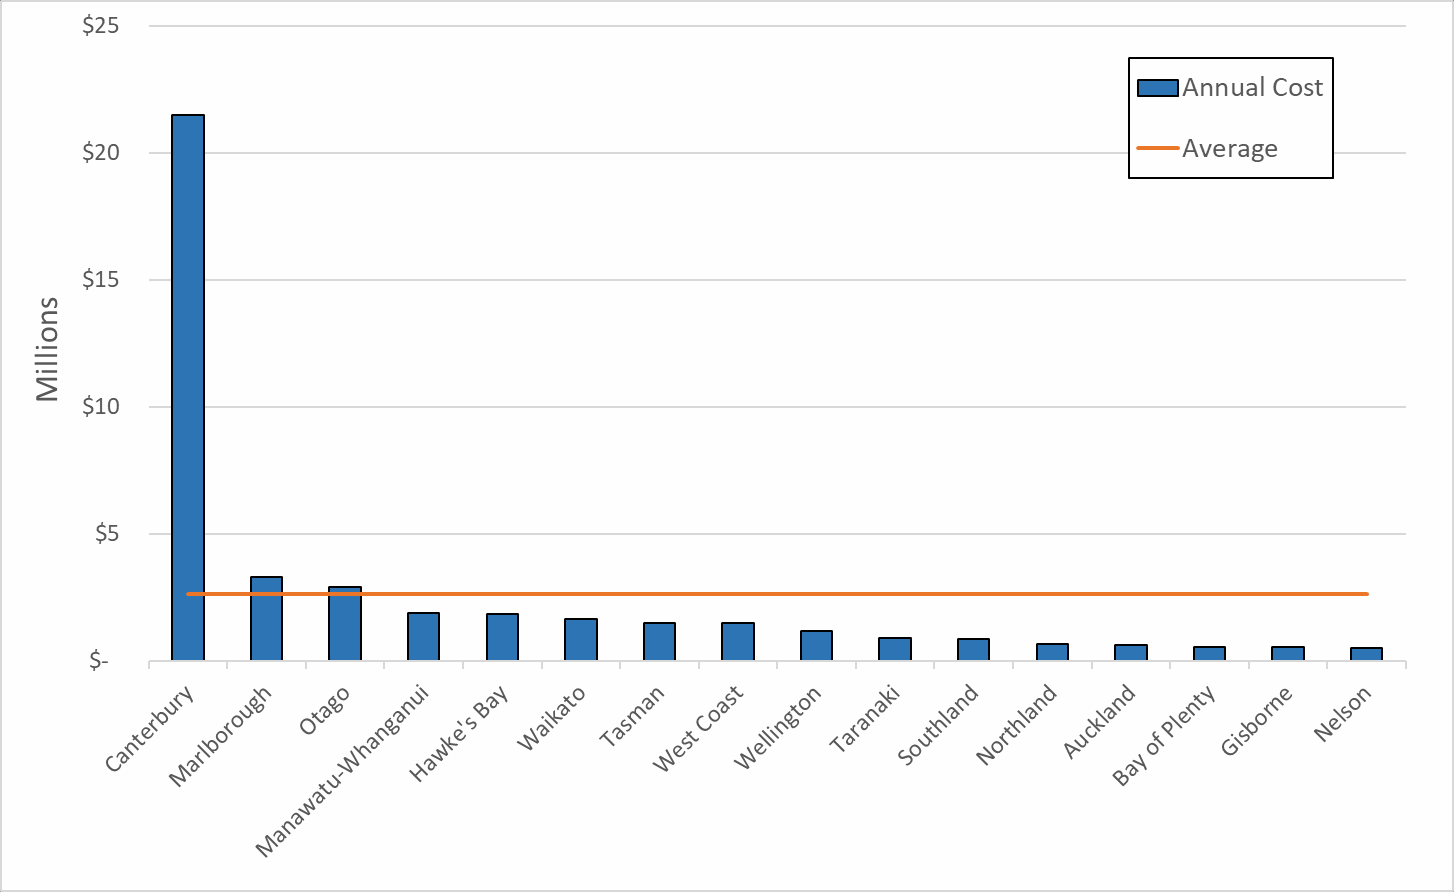 $25
$20
$15
$10
$5
$-
Millions
Annual Cost
Average
Canterbury
Marlborough
Otago
Manawatu-Whanganui
Hawke's Bay
Waikato
Tasman
West Coast
Wellington
Taranaki
Southland
Northland
Auckland
Bay of Plenty
Gisborne
Nelson